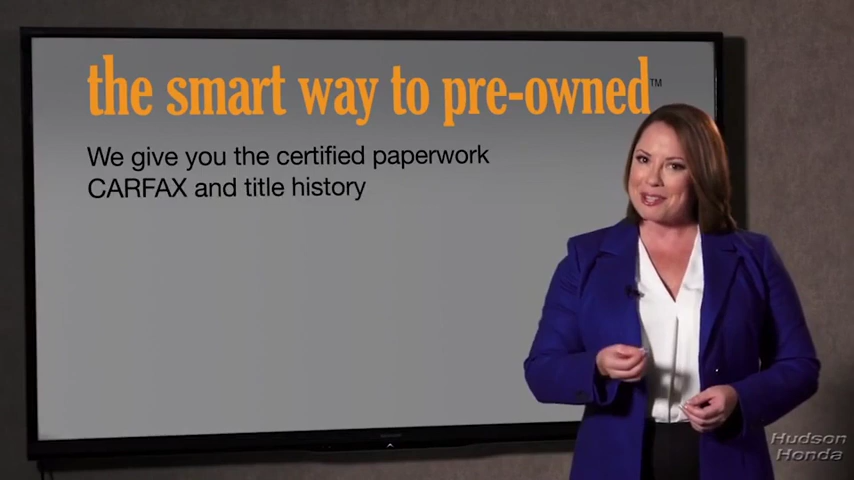 the smart way to pre-owned™
We give you the certified paperwork
CARFAX and title history
Hudson
Honda